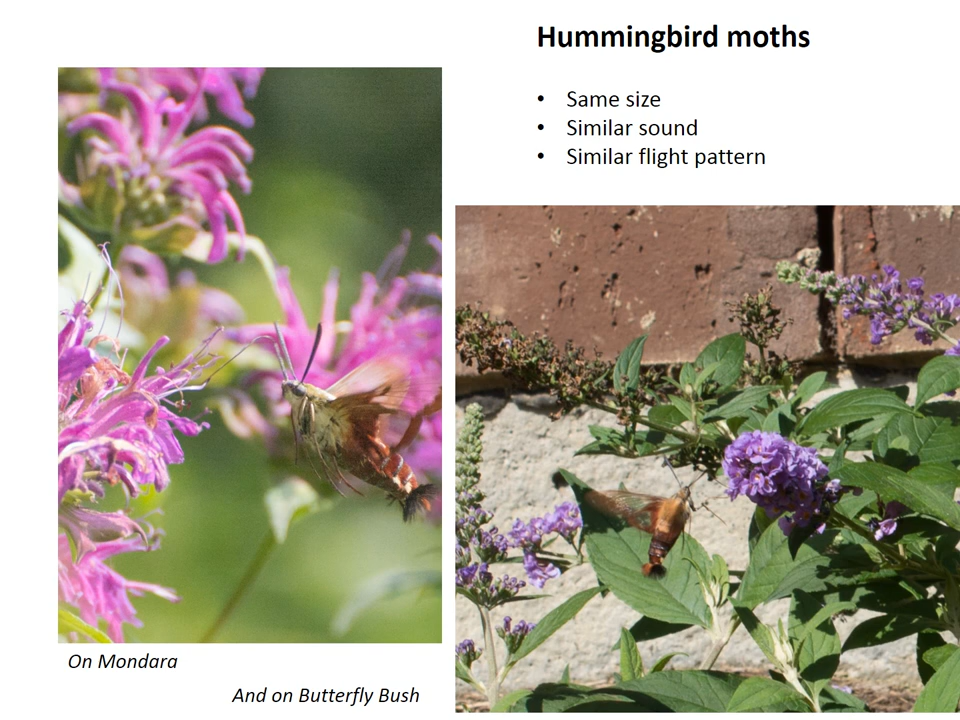 Hummingbird moths
• Same size
• Similar sound
• Similar flight pattern
On Mondara
And on Butterfly Bush